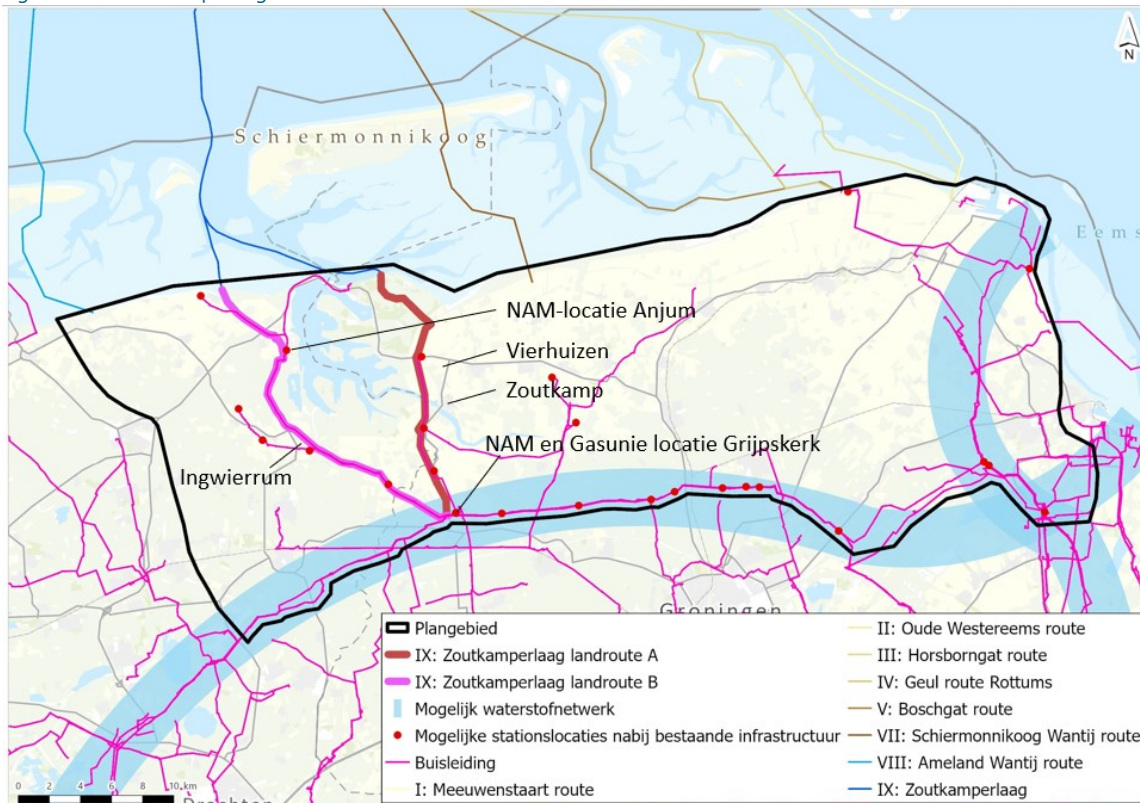 N
Schiermonnikoog
Eems
NAM-locatie Anjum
Vierhuizen
Zoutkamp
NAM en Gasunie locatie Grijpskerk
Ingwierrum
Groningen
Plangebied
IX: Zoutkamperlaag landroute A
IX: Zoutkamperlaag landroute B
Mogelijk waterstofnetwerk
Mogelijke stationslocaties nabij bestaande infrastructuur
Buisleiding
I: Meeuwenstaart route
II: Oude Westereems route
III: Horsborngat route
IV: Geul route Rottums
V: Boschgat route
VII: Schiermonnikoog Wantij route
VIII: Ameland Wantij route
IX: Zoutkamperlaag
0 2 4 6 8 10 km
Drachten